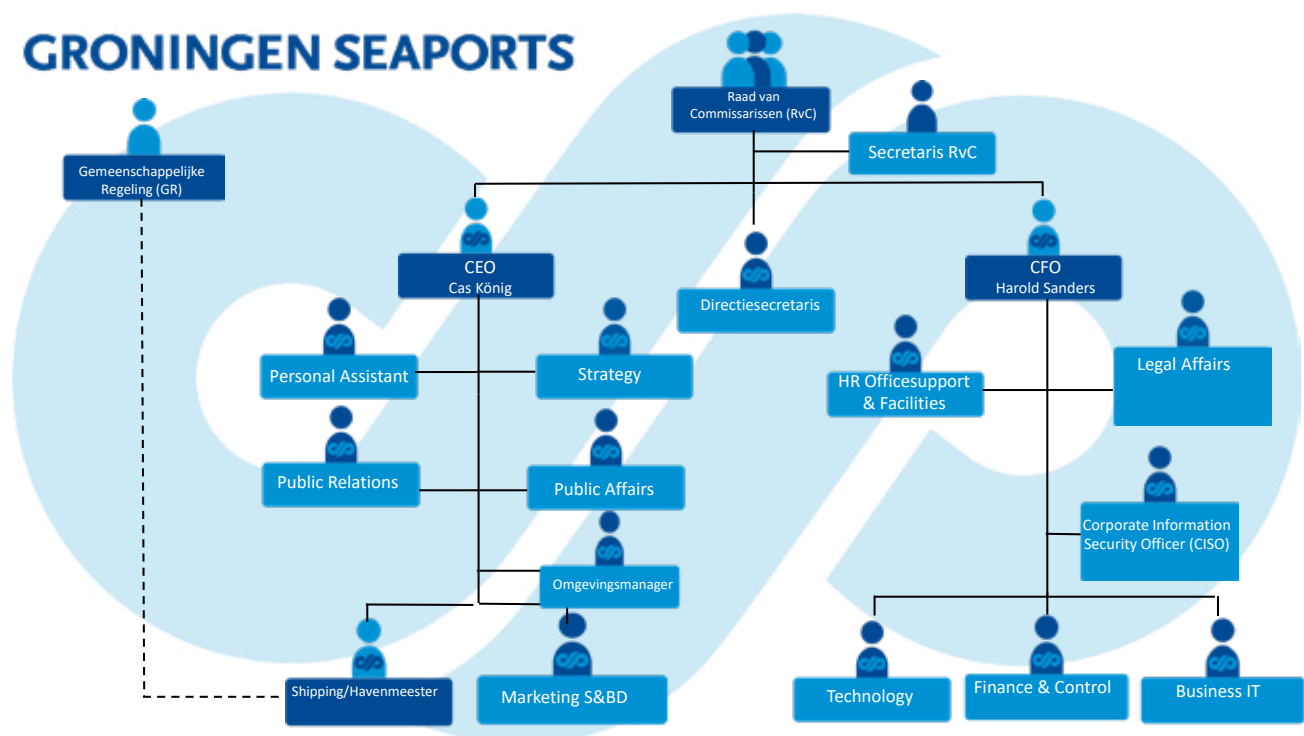 GRONINGEN SEAPORTS
Raad van
Commissarissen (RvC)
Secretaris RvC
Gemeenschappelijke
Regeling (GR)
CEO
Cas König
Directiesecretaris
CFO
Harold Sanders
Personal Assistant
Strategy
HR Officesupport
& Facilities
Legal Affairs
Public Relations
Public Affairs
Corporate Information
Security Officer (CISO)
Omgevingsmanager
Shipping/Havenmeester
Marketing S&BD
Technology
Finance & Control
Business IT